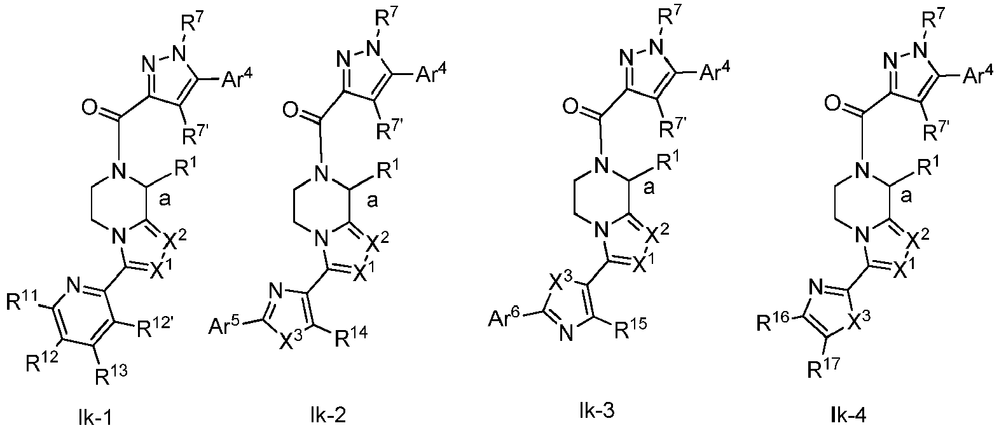 R7 R7 R7 R7
N N N N N N N N
Ar4 Ar4 Ar4 Ar4
O O O O
R7' R7' R7' R7'
N R1 N R1 N R1 N R1
a a a a
N X2 N X2 N X2 N X2
X1 X1 X1 X1
N N X3 N
R11 R12' Ar5 R14 Ar6 R15 R16 X3
X3 N
R12 R13 R17
Ik-1 Ik-2 Ik-3 Ik-4